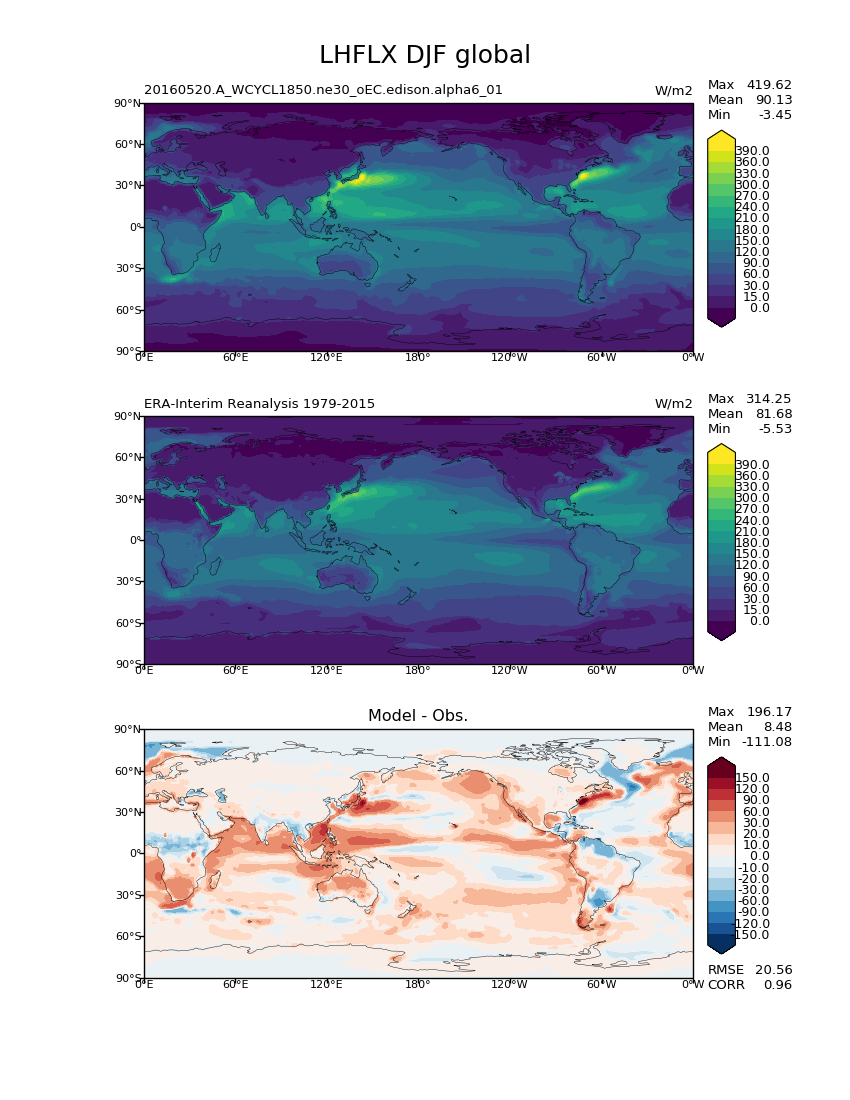 LHFLX DJF global
20160520.A_WCYCL1850.ne30_oEC.edison.alpha6_01 W/m2
Max 419.62
Mean 90.13
Min -3.45
90°N
60°N
30°N
0°
30°S
60°S
90°S
0°E 60°E 120°E 180° 120°W 60°W 0°W
390.0
360.0
330.0
300.0
270.0
240.0
210.0
180.0
150.0
120.0
90.0
60.0
30.0
15.0
0.0
ERA-Interim Reanalysis 1979-2015 W/m2
Max 314.25
Mean 81.68
Min -5.53
90°N
60°N
30°N
0°
30°S
60°S
90°S
0°E 60°E 120°E 180° 120°W 60°W 0°W
390.0
360.0
330.0
300.0
270.0
240.0
210.0
180.0
150.0
120.0
90.0
60.0
30.0
15.0
0.0
Model - Obs.
Max 196.17
Mean 8.48
Min -111.08
90°N
60°N
30°N
0°
30°S
60°S
90°S
0°E 60°E 120°E 180° 120°W 60°W 0°W
150.0
120.0
90.0
60.0
30.0
20.0
10.0
0.0
-10.0
-20.0
-30.0
-60.0
-90.0
-120.0
-150.0
RMSE 20.56
CORR 0.96